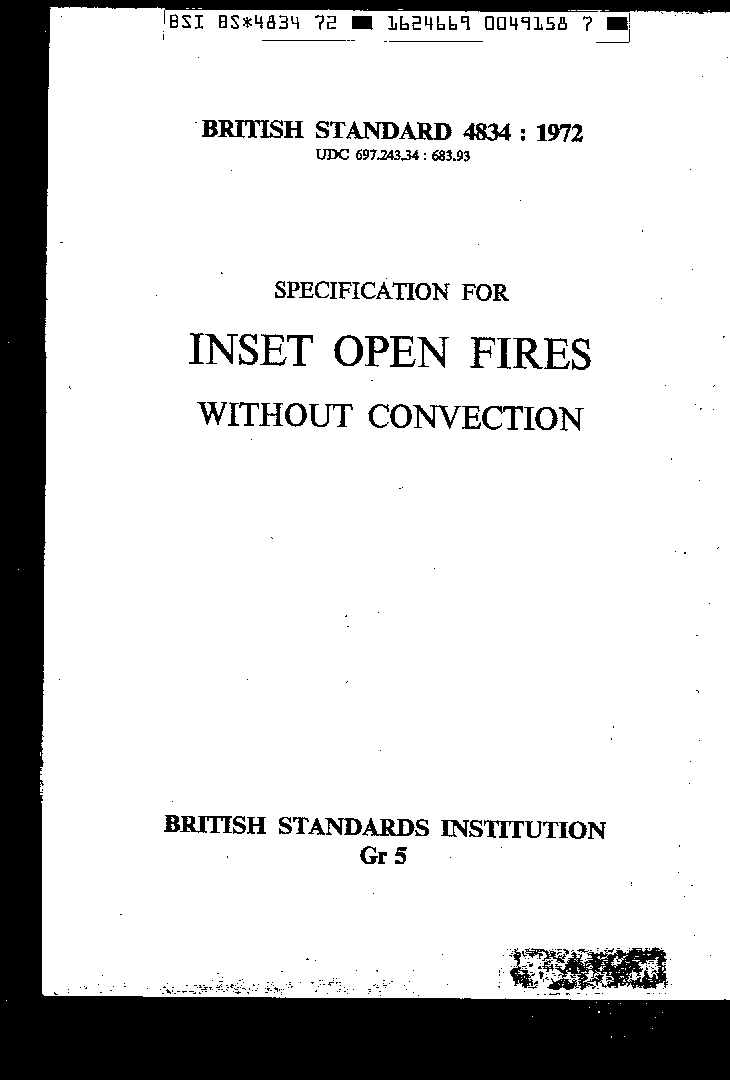 BSI BS*4834 72 ■ 1624669 0049158 7 ■
BRITISH STANDARD 4834 : 1972
UDC 697.243.34 : 683.93
SPECIFICATION FOR
INSET OPEN FIRES
WITHOUT CONVECTION
BRITISH STANDARDS INSTITUTION
Gr 5